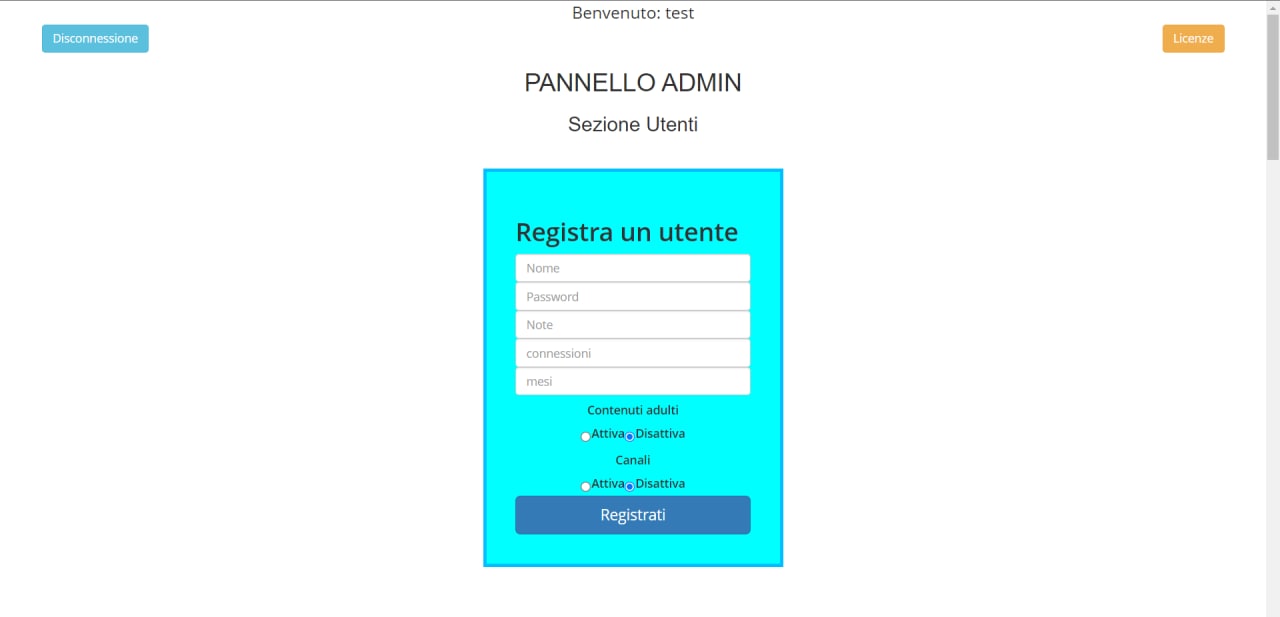 Benvenuto: test
Disconnessione
Licenze
PANNELLO ADMIN
Sezione Utenti
Registra un utente
Nome
Password
Note
connessioni
mesi
Contenuti adulti
Attiva Disattiva
Canali
Attiva Disattiva
Registrati